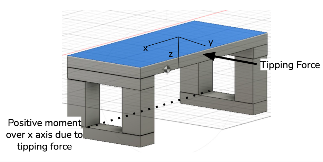 x
y
z
Tipping Force
Positive moment
over x axis due to
tipping force